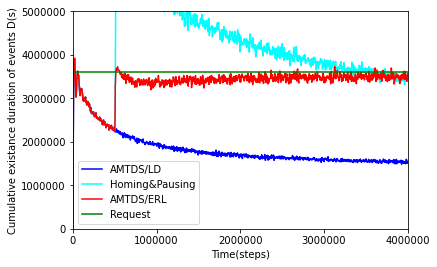 5000000
4000000
3000000
2000000
1000000
0
Cumulative existance duration of events D(s)
AMTDS/LD
Homing&Pausing
AMTDS/ERL
Request
0
1000000
2000000
3000000
4000000
Time(steps)